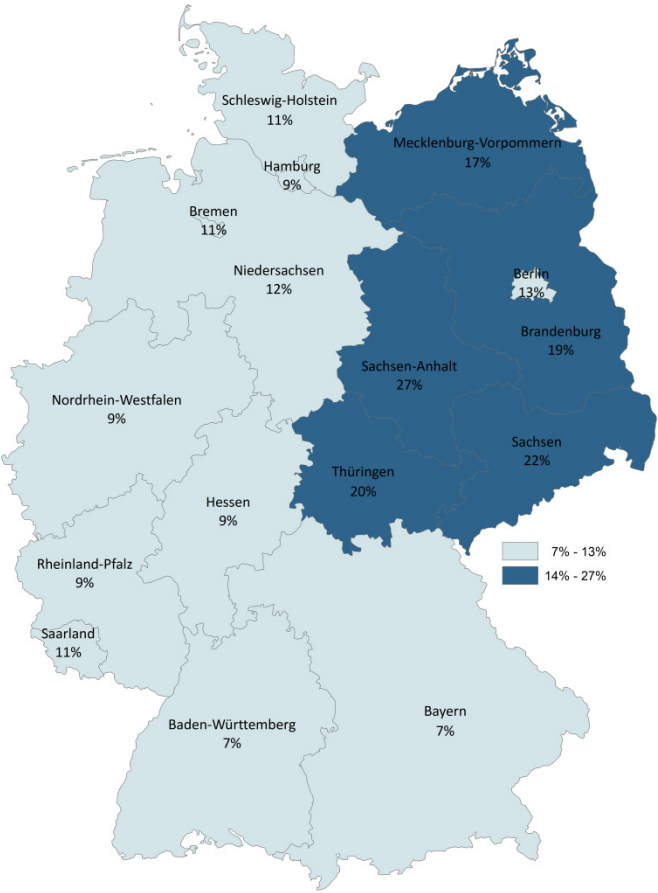 Schleswig-Holstein
11%
Mecklenburg-Vorpommern
17%
Hamburg
9%
Bremen
11%
Niedersachsen
12%
Berlin
13%
Brandenburg
19%
Sachsen-Anhalt
27%
Nordrhein-Westfalen
9%
Sachsen
22%
Thüringen
20%
Hessen
9%
7% - 13%
14% - 27%
Rheinland-Pfalz
9%
Saarland
11%
Baden-Württemberg
7%
Bayern
7%